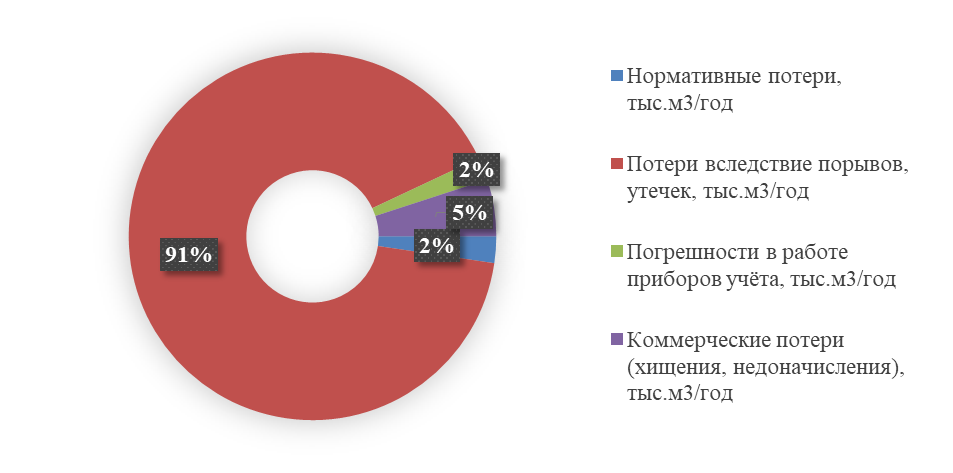 2%
5%
2%
91%
Нормативные потери,
тыс.м3/год
Потери вследствие порывов,
утечек, тыс.м3/год
Погрешности в работе
приборов учёта, тыс.м3/год
Коммерческие потери
(хищения, недоначисления),
тыс.м3/год